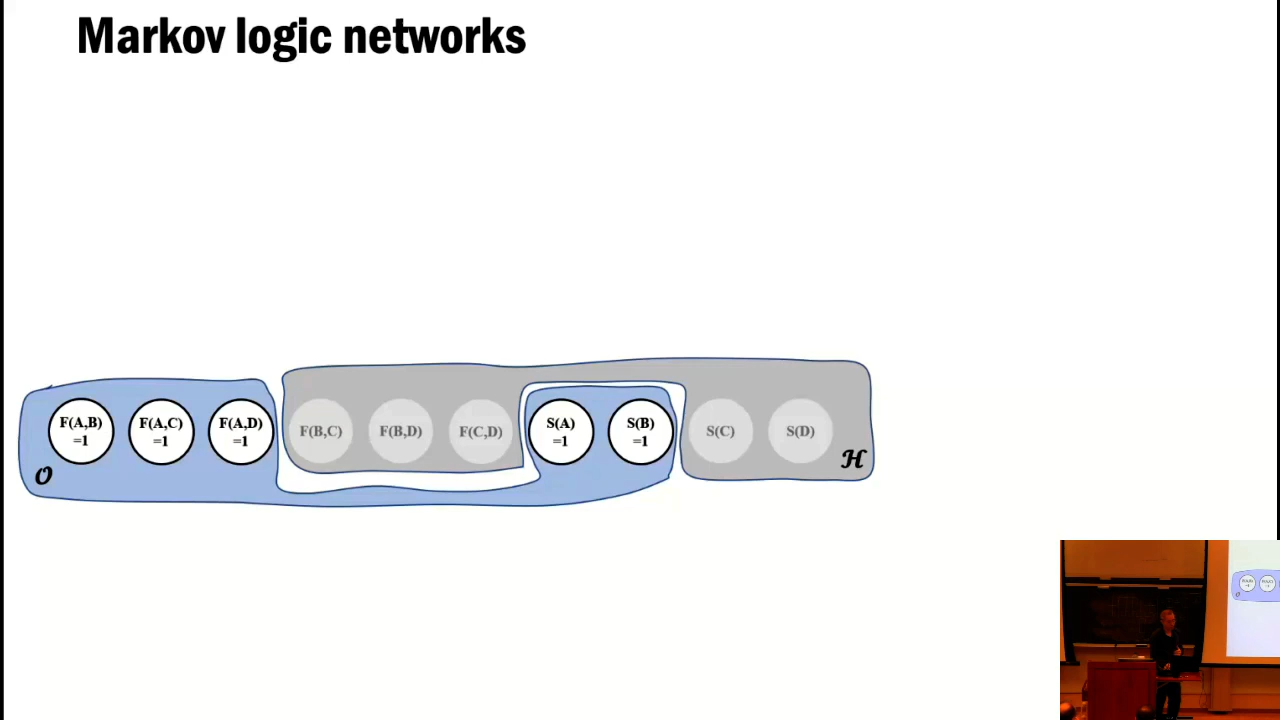 Markov logic networks
F(A,B)
=1
F(A,C)
=1
F(A,D)
=1
F(B,C)
F(B,D)
F(C,D)
S(A)
=1
S(B)
=1
S(C)
S(D)
𝒪
ℋ